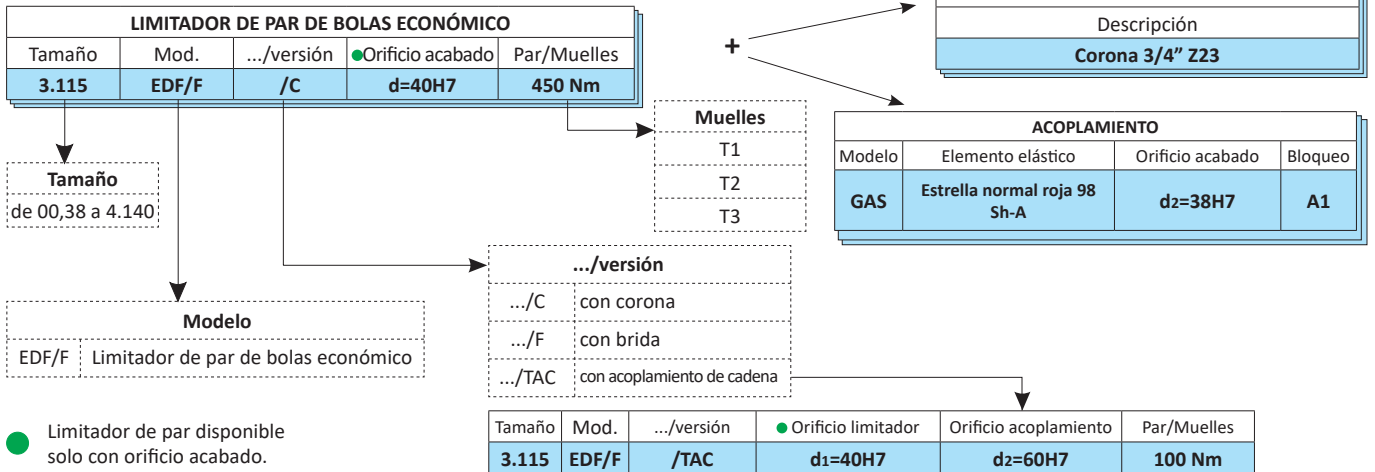 LIMITADOR DE PAR DE BOLAS ECONÓMICO
Tamaño Mod. .../versión Orificio acabado Par/Muelles
3.115 EDF/F /C d=40H7 450 Nm
+
Descripción
Corona 3/4” Z23
ACOPLAMIENTO
Modelo Elemento elástico Orificio acabado Bloqueo
GAS Estrella normal roja 98 Sh-A d2=38H7 A1
Muelles
T1
T2
T3
Tamaño
de 00,38 a 4.140
.../versión
.../C con corona
.../F con brida
.../TAC con acoplamiento de cadena
Modelo
EDF/F Limitador de par de bolas económico
Limitador de par disponible
solo con orificio acabado.
Tamaño Mod. .../versión Orificio limitador Orificio acoplamiento Par/Muelles
3.115 EDF/F /TAC d1=40H7 d2=60H7 100 Nm